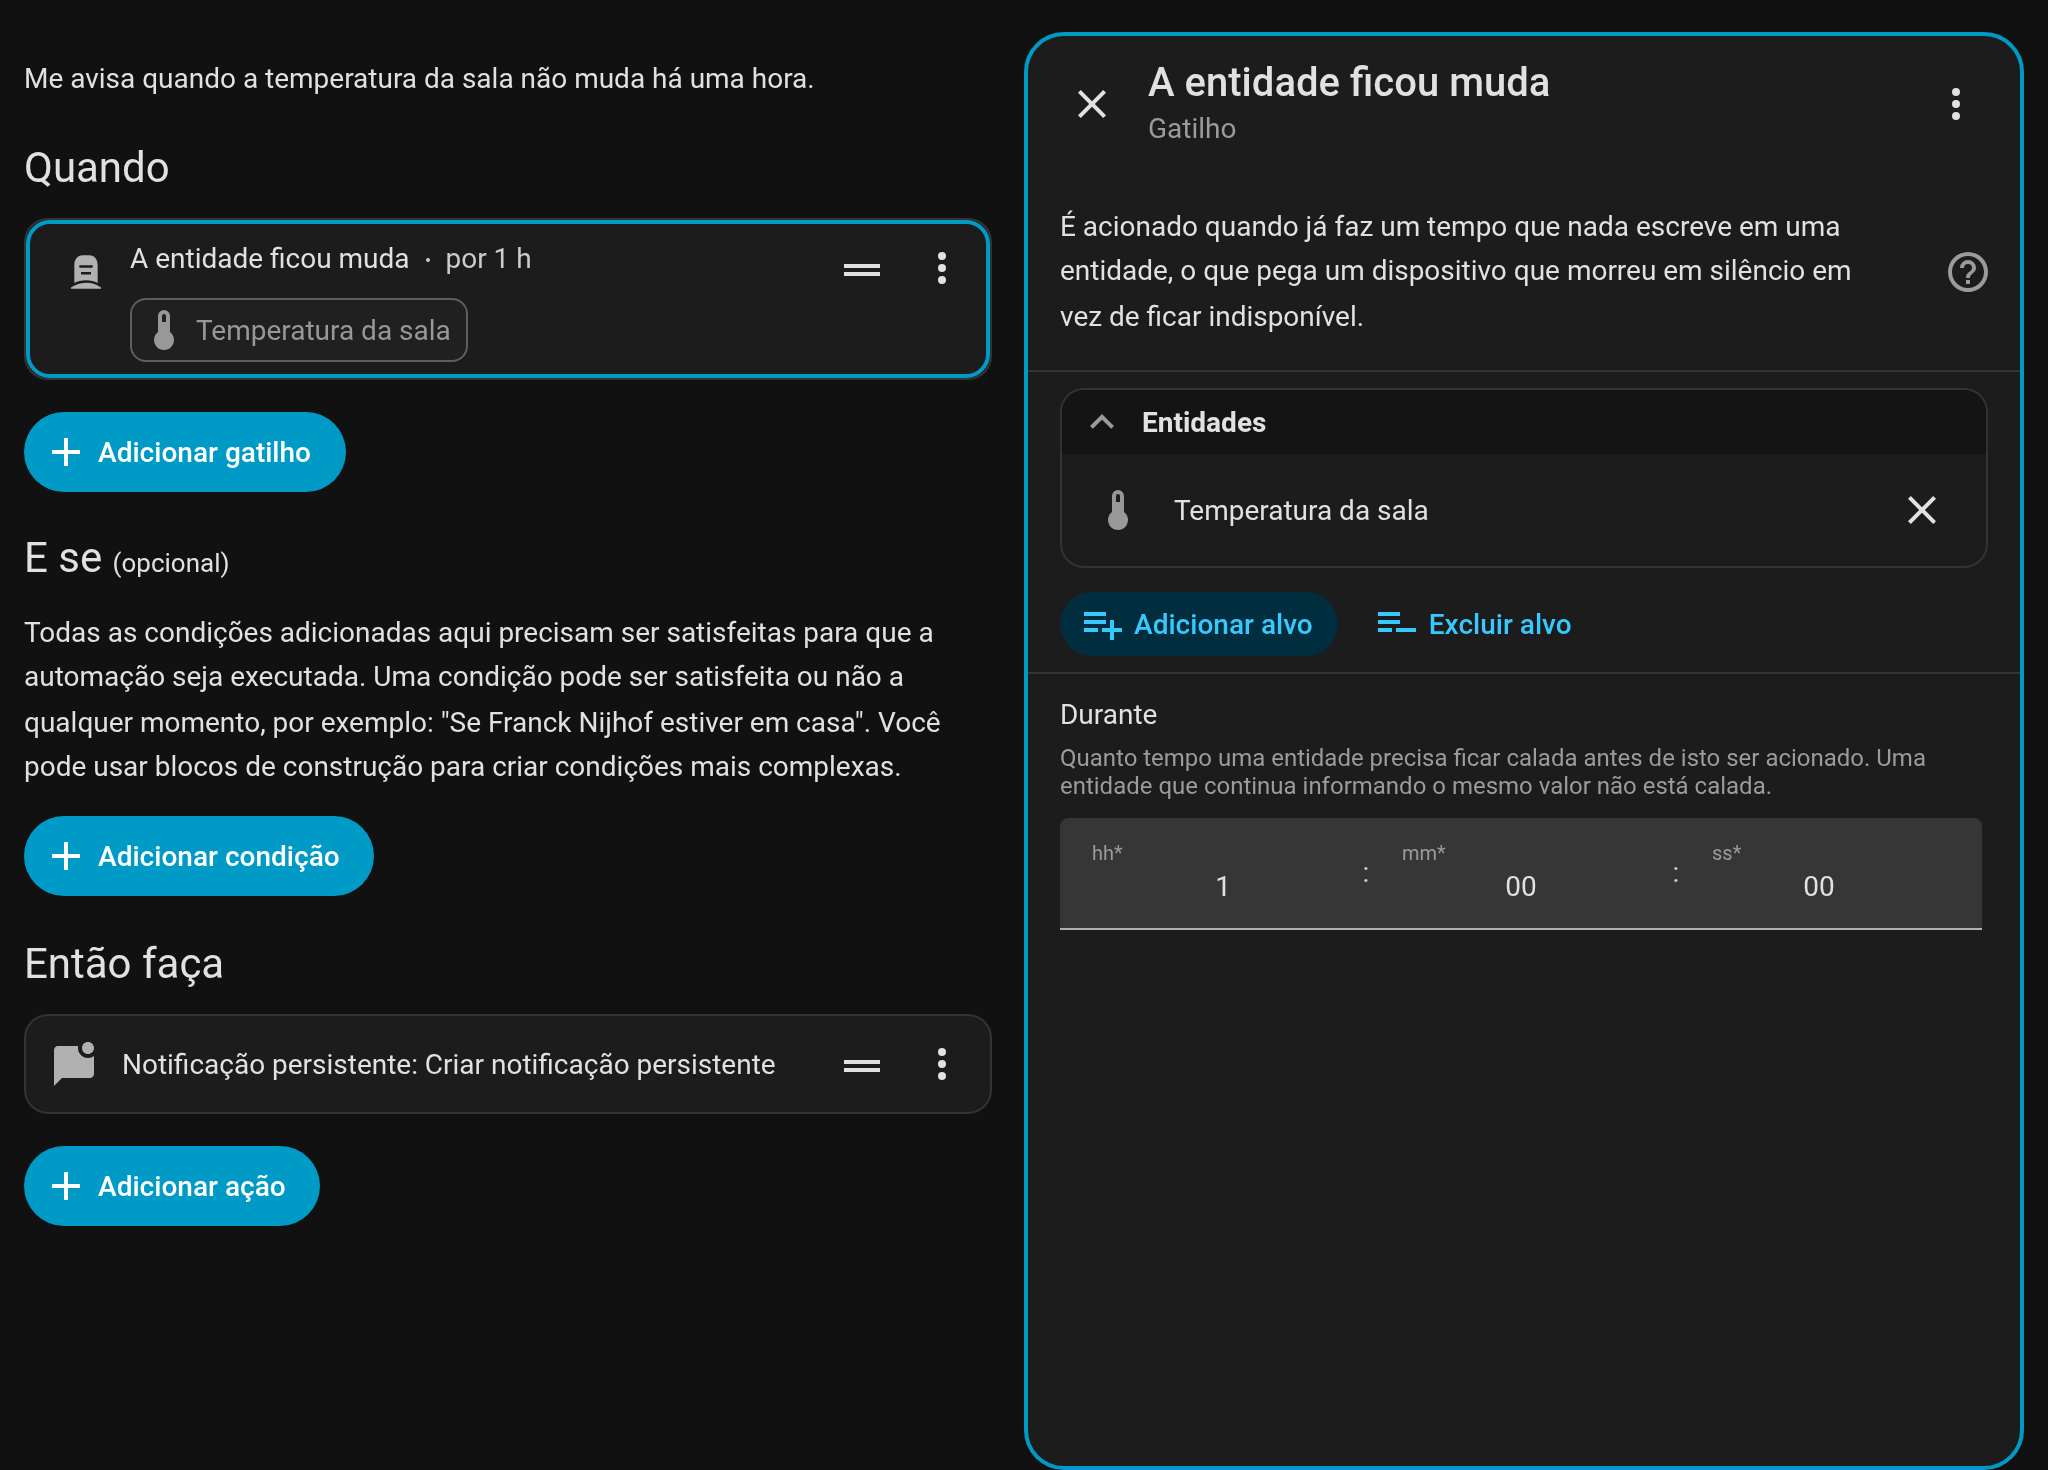 Me avisa quando a temperatura da sala não muda há uma hora.
Quando
A entidade ficou muda · por 1 h
Temperatura da sala
Adicionar gatilho
E se (opcional)
Todas as condições adicionadas aqui precisam ser satisfeitas para que a
automação seja executada. Uma condição pode ser satisfeita ou não a
qualquer momento, por exemplo: "Se Franck Nijhof estiver em casa". Você
pode usar blocos de construção para criar condições mais complexas.
Adicionar condição
Então faça
Notificação persistente: Criar notificação persistente
Adicionar ação
A entidade ficou muda
Gatilho
É acionado quando já faz um tempo que nada escreve em uma
entidade, o que pega um dispositivo que morreu em silêncio em
vez de ficar indisponível.
Entidades
Temperatura da sala
Adicionar alvo
Excluir alvo
Durante
Quanto tempo uma entidade precisa ficar calada antes de isto ser acionado. Uma
entidade que continua informando o mesmo valor não está calada.
hh* mm* ss*
1 : 00 : 00